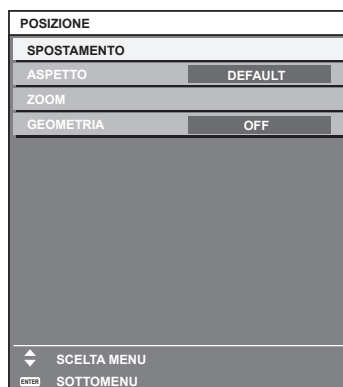 POSIZIONE
SPOSTAMENTO
ASPETTO DEFAULT
ZOOM
GEOMETRIA OFF
SCELTA MENU
ENTER SOTTOMENU